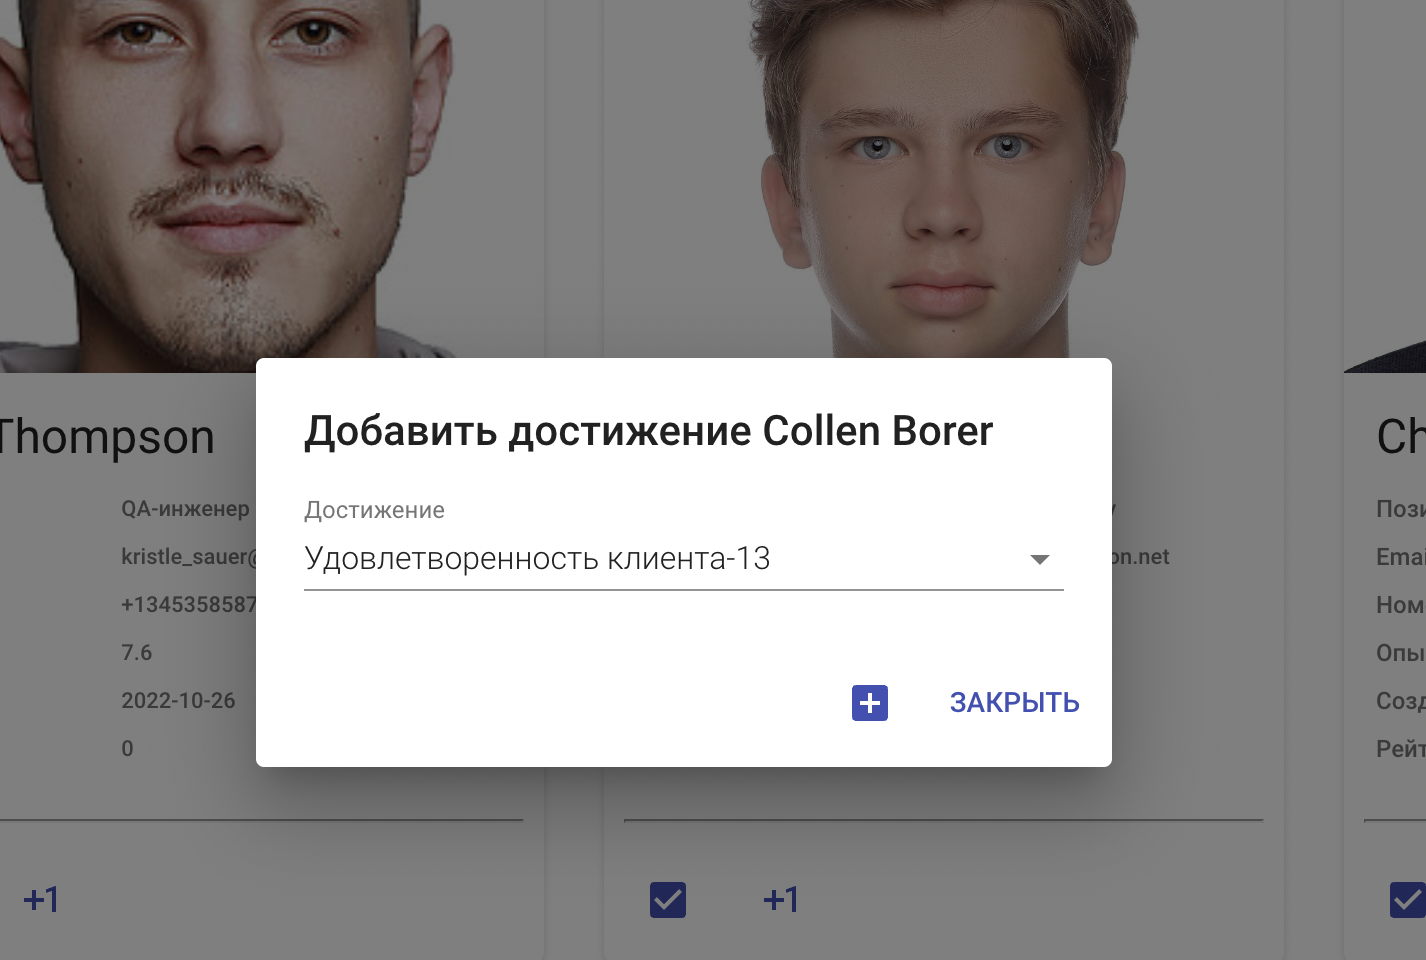 Thompson
QA-инженер
kristle_sauer@
+1345358587
7.6
2022-10-26
0
+1
Добавить достижение Collen Borer
Достижение
Удовлетворенность клиента-13
ЗАКРЫТЬ
on.net
+1
Ch
Пози
Emai
Ном
Опы
Созд
Рейт